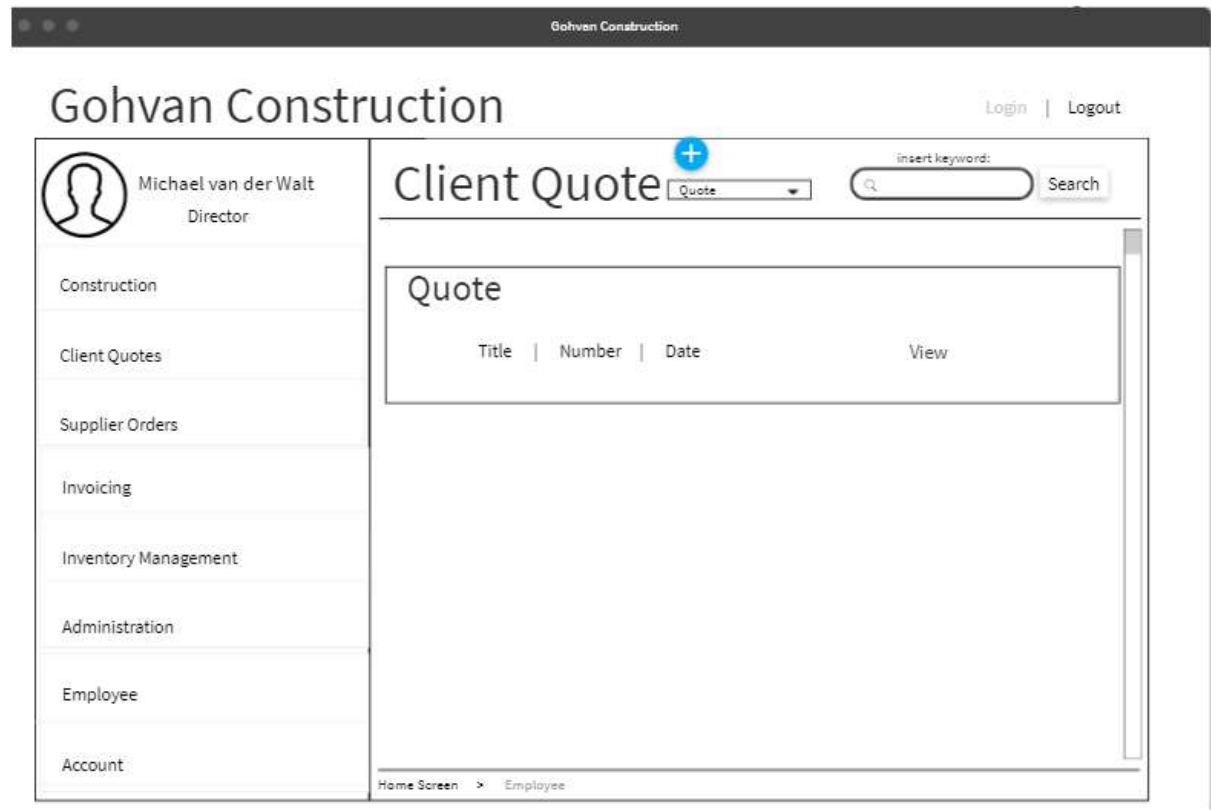 Gohvan Construction
Gohvan Construction
Login | Logout
Michael van der Walt
Director
Construction
Client Quotes
Supplier Orders
Invoicing
Inventory Management
Administration
Employee
Account
Client Quote
+
Quote
insert keyword:
Search
Quote
Title | Number | Date View
Home Screen > Employee